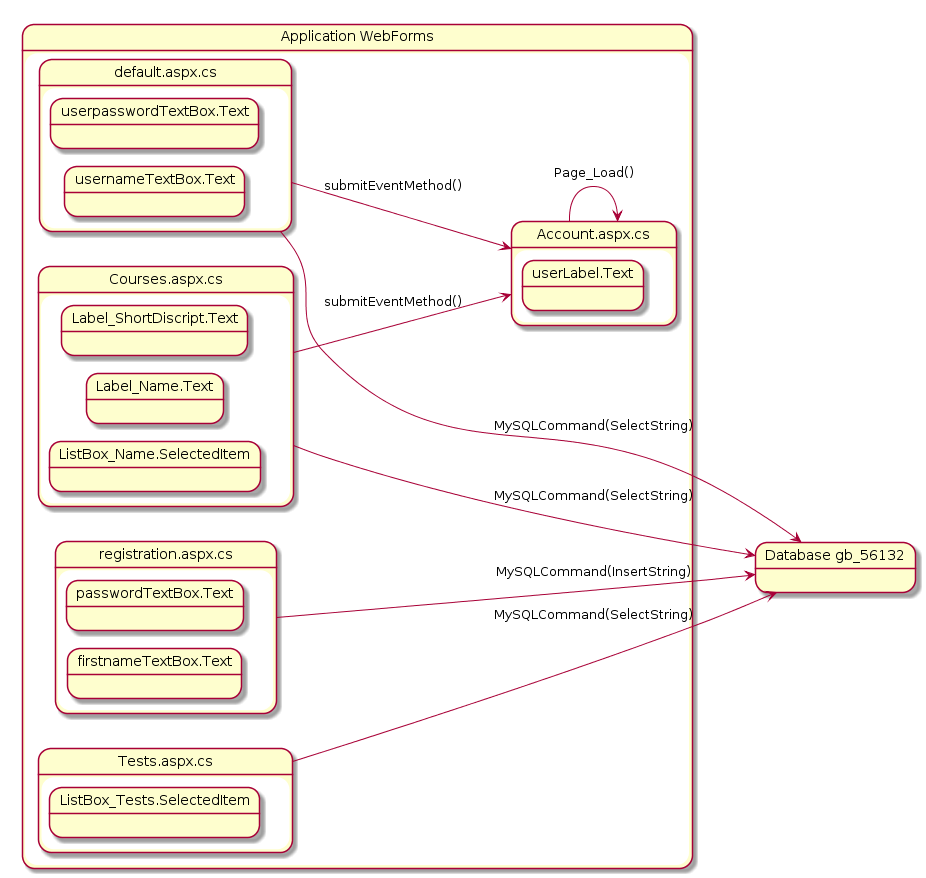 Application WebForms
default.aspx.cs
userpasswordTextBox.Text
usernameTextBox.Text
submitEventMethod()
Page_Load()
Account.aspx.cs
userLabel.Text
Courses.aspx.cs
Label_ShortDiscript.Text
Label_Name.Text
ListBox_Name.SelectedItem
submitEventMethod()
MySQLCommand(SelectString)
MySQLCommand(SelectString)
registration.aspx.cs
passwordTextBox.Text
firstnameTextBox.Text
MySQLCommand(InsertString)
MySQLCommand(SelectString)
Database gb_56132
Tests.aspx.cs
ListBox_Tests.SelectedItem